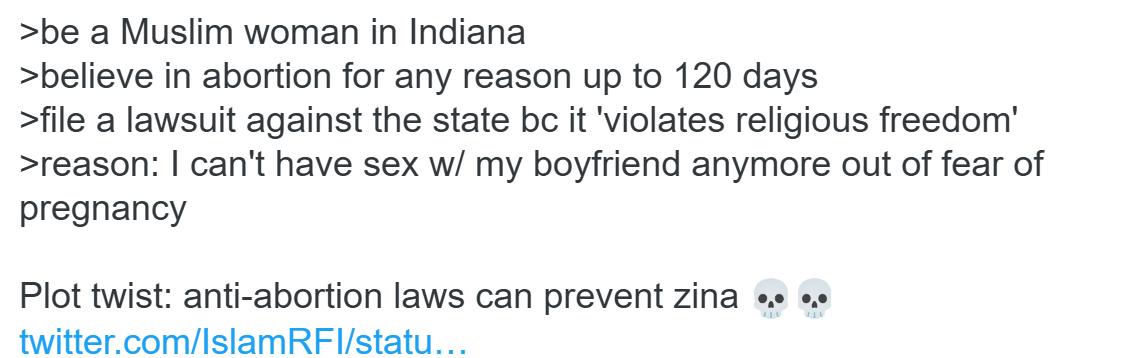 >be a Muslim woman in Indiana
>believe in abortion for any reason up to 120 days
>file a lawsuit against the state bc it 'violates religious freedom'
>reason: I can't have sex w/ my boyfriend anymore out of fear of
pregnancy
Plot twist: anti-abortion laws can prevent zina 💀💀
twitter.com/IslamRFI/statu…